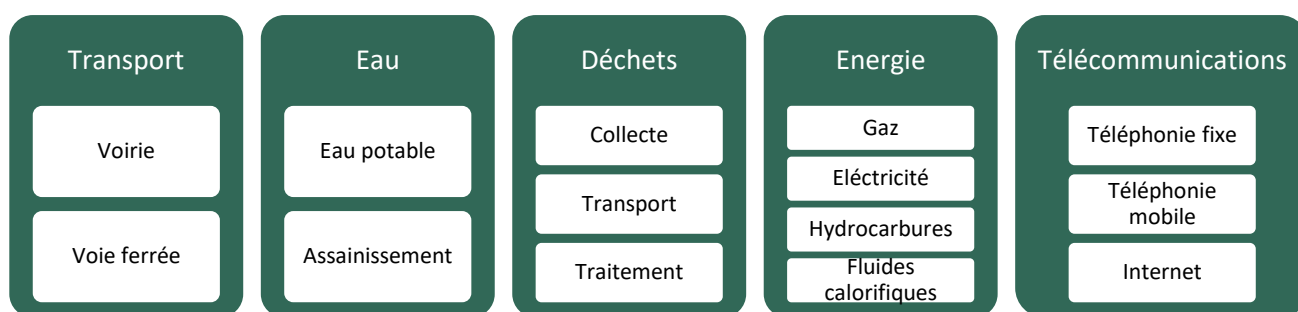 Transport
Voirie
Voie ferrée
Eau
Eau potable
Assainissement
Déchets
Collecte
Transport
Traitement
Energie
Gaz
Eléctricité
Hydrocarbures
Fluides
calorifiques
Télécommunications
Téléphonie fixe
Téléphonie
mobile
Internet